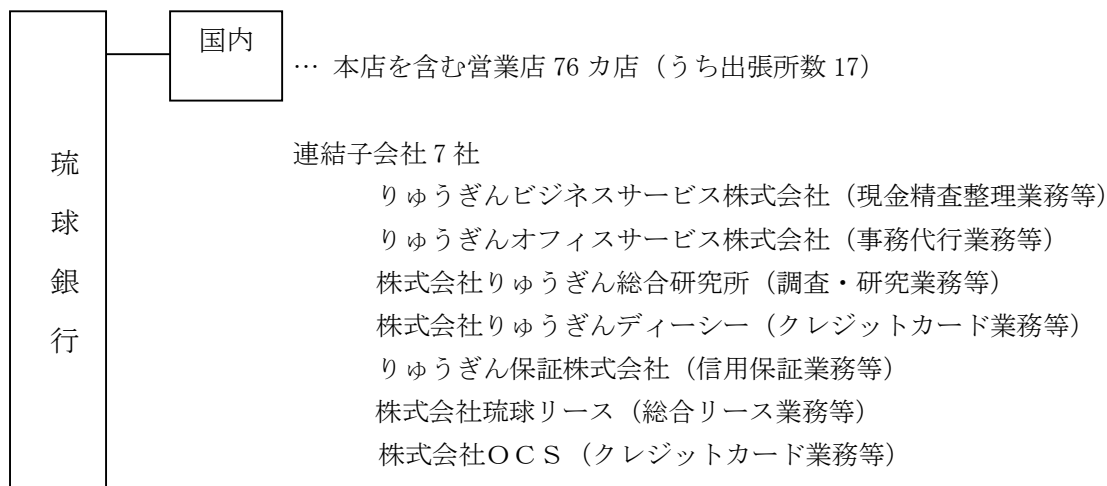 国内
… 本店を含む営業店 76 カ店（うち出張所数 17）
琉球銀行
連結子会社 7 社
りゅうぎんビジネスサービス株式会社（現金精査整理業務等）
りゅうぎんオフィスサービス株式会社（事務代行業務等）
株式会社りゅうぎん総合研究所（調査・研究業務等）
株式会社りゅうぎんディーシー（クレジットカード業務等）
りゅうぎん保証株式会社（信用保証業務等）
株式会社琉球リース（総合リース業務等）
株式会社ＯＣＳ（クレジットカード業務等）